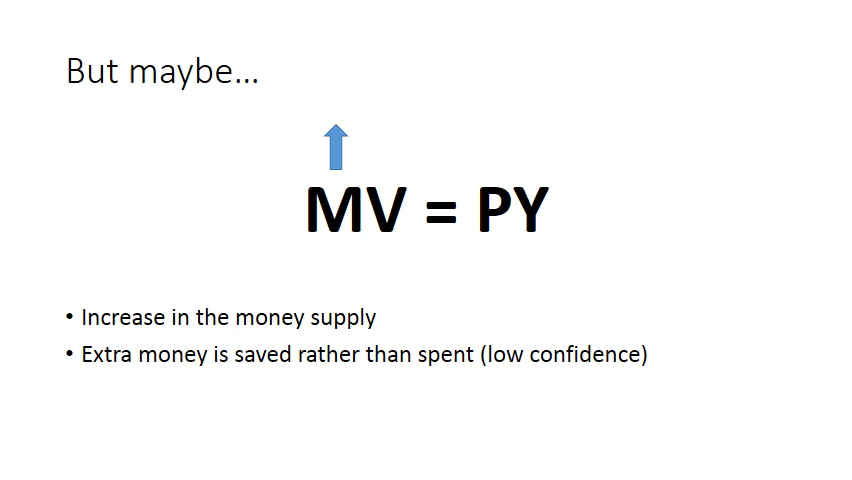 But maybe...
MV = PY
• Increase in the money supply
• Extra money is saved rather than spent (low confidence)